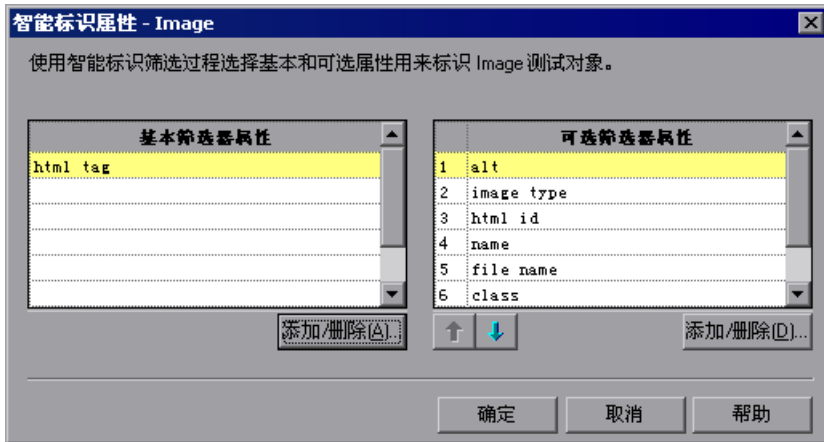 智能标识属性 - Image
使用智能标识筛选过程选择基本和可选属性用来标识 Image 测试对象。
基本筛选器属性
html tag
添加/删除(A)...
可选筛选器属性
1 alt
2 image type
3 html id
4 name
5 file name
6 class
添加/删除(D)...
确定 取消 帮助